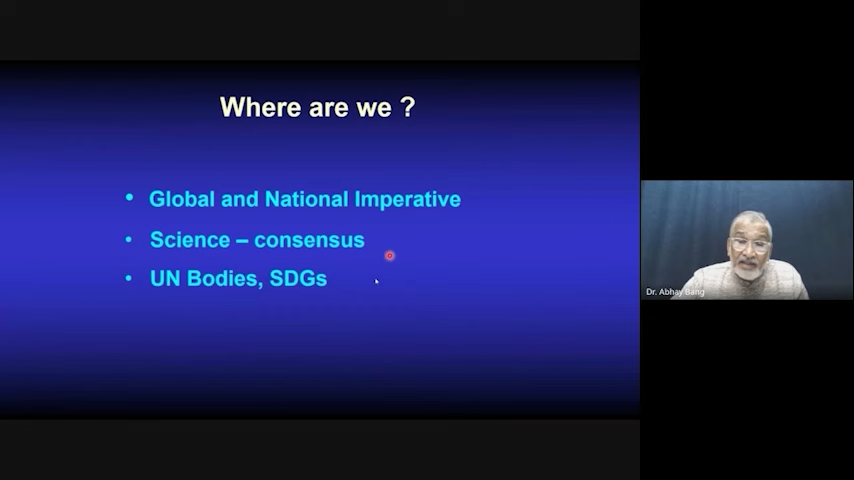 Where are we ?
• Global and National Imperative
• Science – consensus
• UN Bodies, SDGs
Dr. Abhay Bang